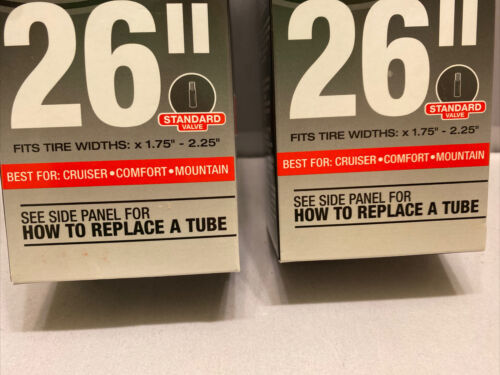 26"
STANDARD
VALVE
FITS TIRE WIDTHS: x 1.75" - 2.25"
BEST FOR: CRUISER • COMFORT • MOUNTAIN
SEE SIDE PANEL FOR
HOW TO REPLACE A TUBE
26"
STANDARD
VALVE
FITS TIRE WIDTHS: x 1.75" - 2.25"
BEST FOR: CRUISER • COMFORT • MOUNTAIN
SEE SIDE PANEL FOR
HOW TO REPLACE A TUBE